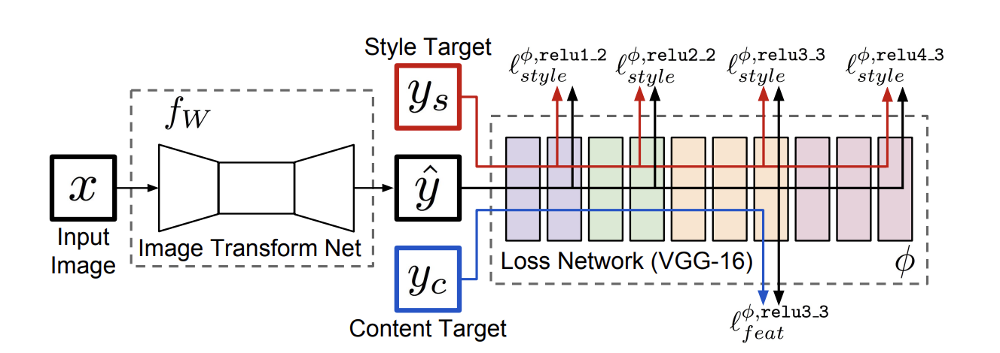 Style Target
y_s
ℓ^{ϕ,relu1_2}_{style}
ℓ^{ϕ,relu2_2}_{style}
ℓ^{ϕ,relu3_3}_{style}
ℓ^{ϕ,relu4_3}_{style}
f_W
x
Input
Image
Image Transform Net
ŷ
y_c
Content Target
Loss Network (VGG-16)
ϕ
ℓ^{ϕ,relu3_3}_{feat}